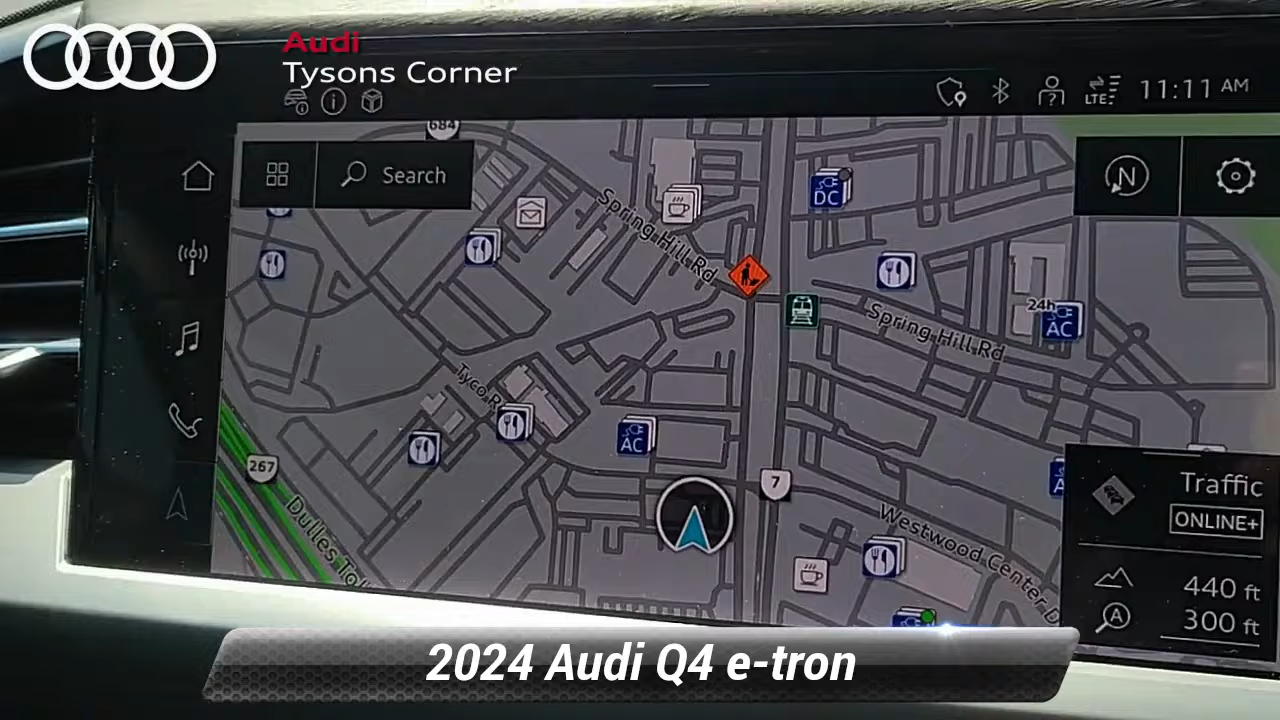 Audi
Tysons Corner
LTE
11:11 AM
684
Search
N
DC
Spring Hill Rd
24h
AC
Spring Hill Rd
Tyco R
AC
267
7
Traffic
ONLINE+
Dulles Tol
Westwood Center D
440 ft
A
300 ft
2024 Audi Q4 e-tron